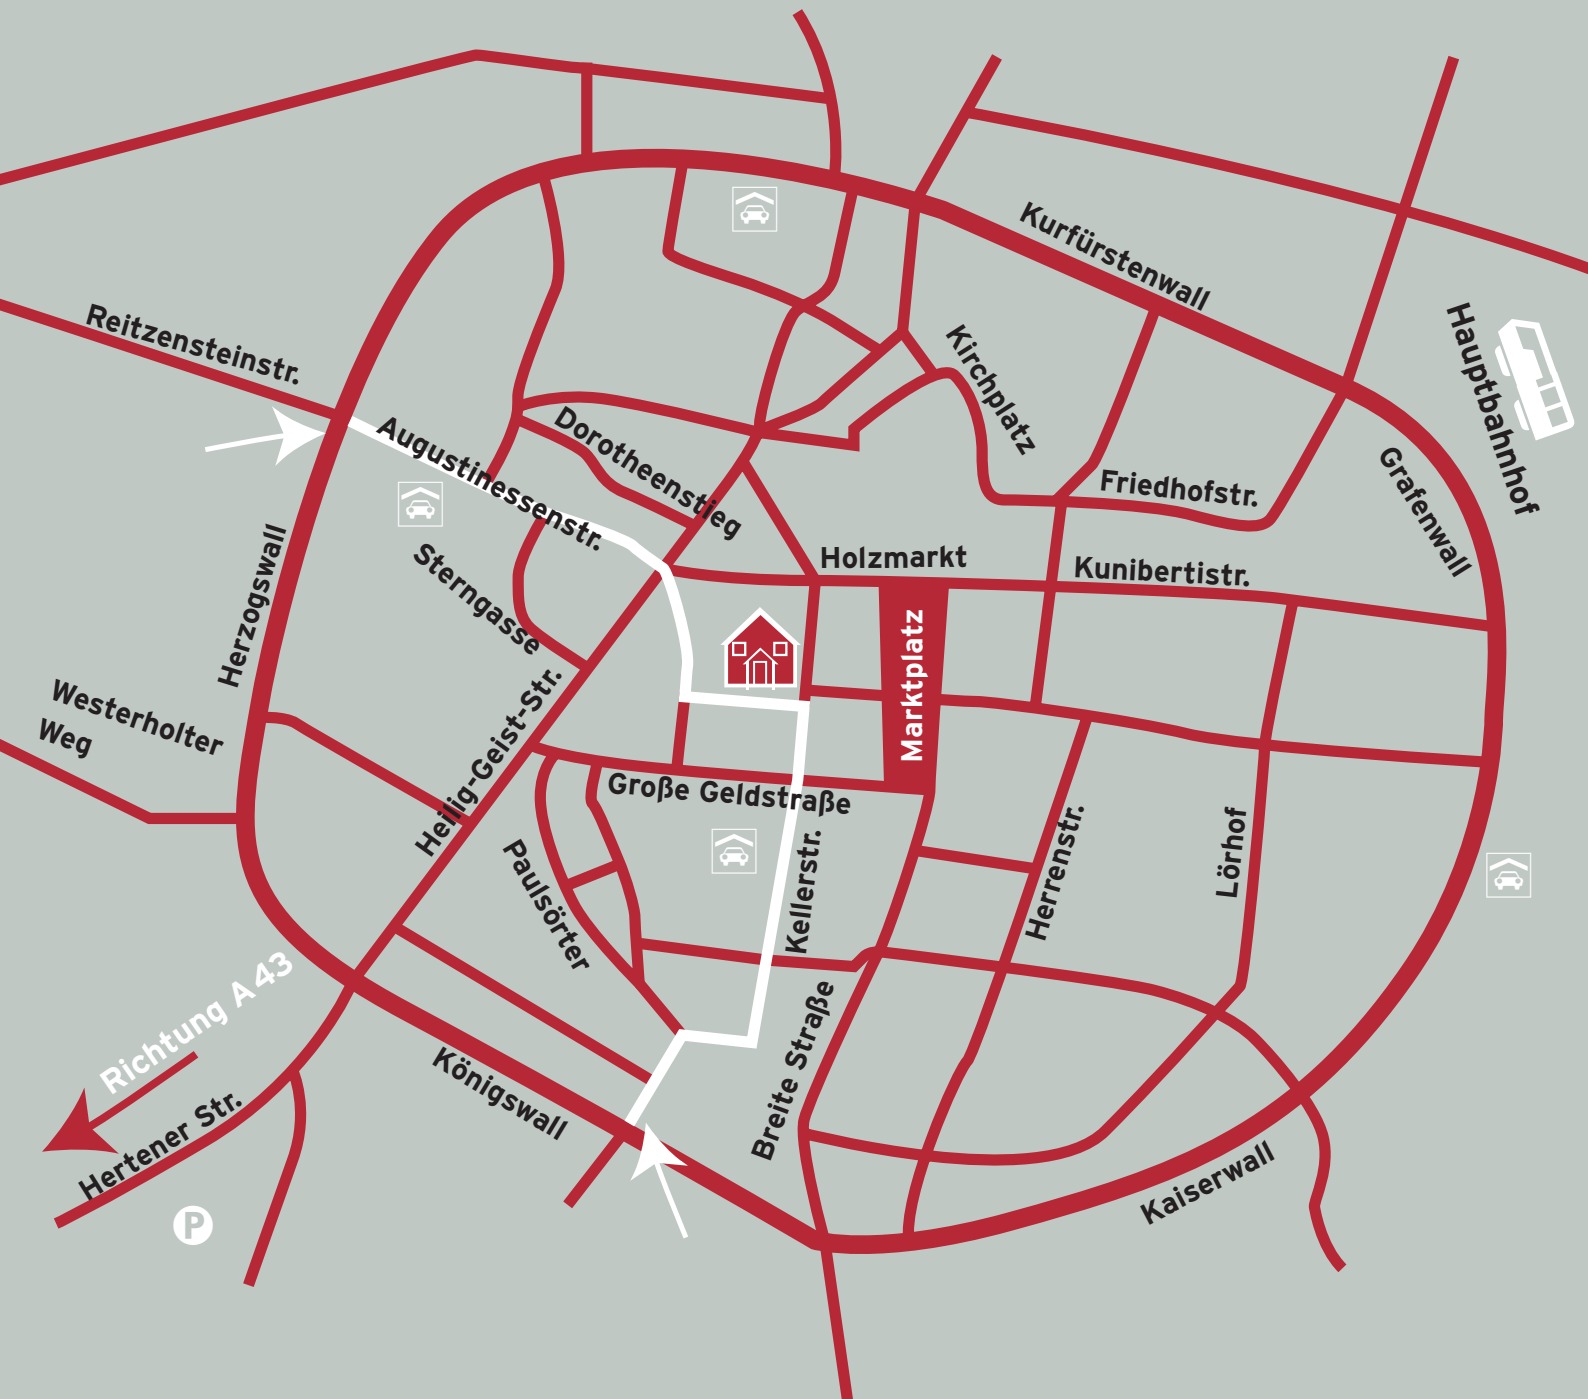 Kurfürstenwall
Reitzensteinstr.
Hauptbahnhof
Kirchplatz
Augustinessenstr.
Dorotheenstieg
Friedhofstr.
Grafenwall
Holzmarkt
Kunibertistr.
Herzogswall
Sterngasse
Marktplatz
Westerholter
Weg
Heilig-Geist-Str.
Große Geldstraße
Paulsörter
Kellerstr.
Herrenstr.
Lörhof
Richtung A 43
Breite Straße
Königswall
Hertener Str.
Kaiserwall
P